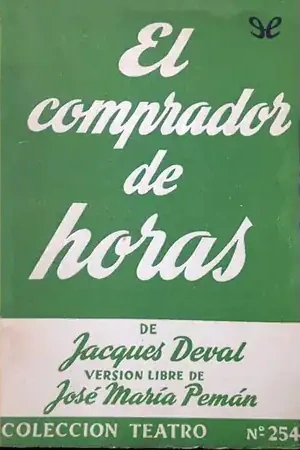 El
comprador
de
horas
DE
Jacques Deval
VERSION LIBRE DE
José María Pemán
COLECCION TEATRO Nº 254